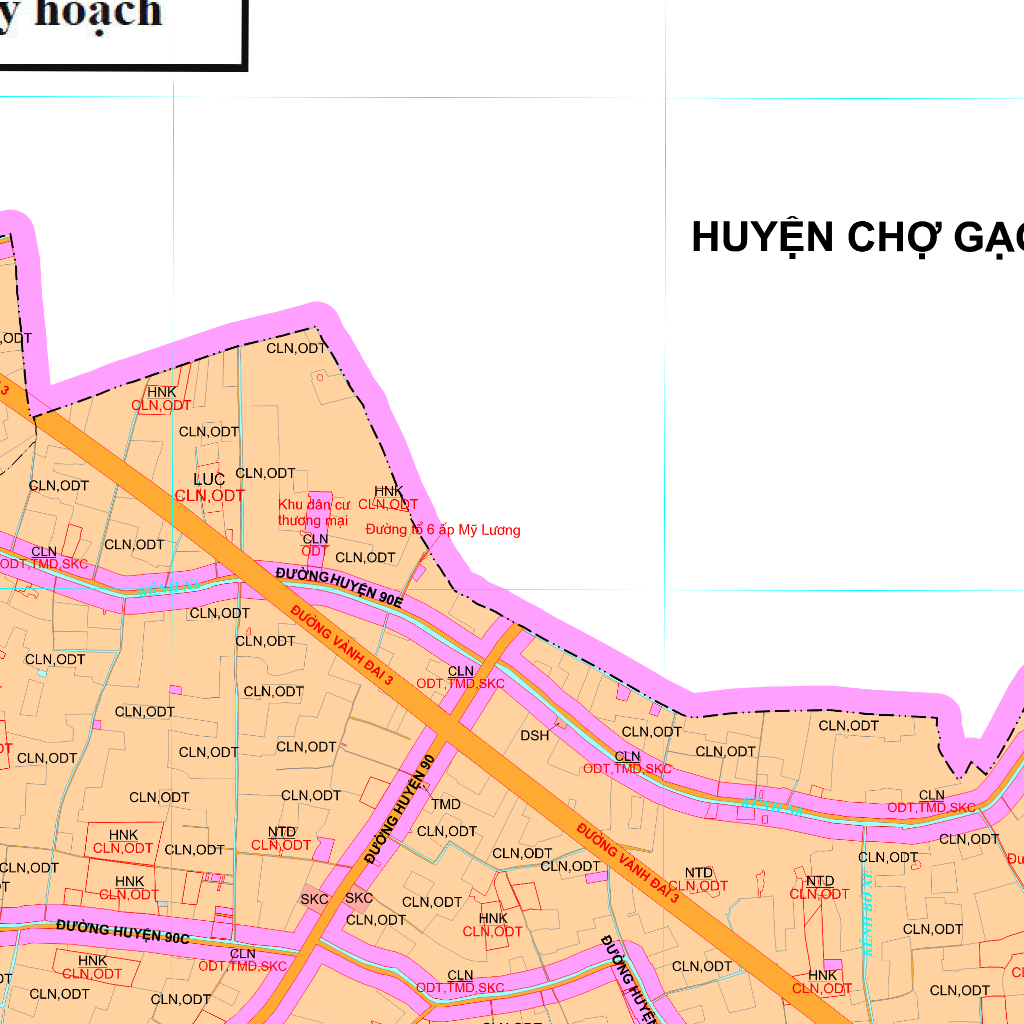 y hoạch
HUYỆN CHỢ GẠO
,ODT
CLN,ODT
3
HNK
CLN,ODT
CLN,ODT
CLN,ODT
LUC
CLN,ODT
CLN,ODT
HNK
CLN,ODT
Khu dân cư
thương mại
Đường tổ 6 ấp Mỹ Lương
CLN
ODT
CLN,ODT
CLN,ODT
CLN
ODT,TMD,SKC
ĐƯỜNG HUYỆN 90E
CLN,ODT
ĐƯỜNG VÀNH ĐAI 3
CLN,ODT
CLN,ODT
CLN
ODT,TMD,SKC
CLN,ODT
CLN,ODT
CLN,ODT
CLN,ODT
CLN,ODT
CLN,ODT
DSH
CLN,ODT
CLN,ODT
CLN,ODT
CLN
ODT,TMD,SKC
ĐƯỜNG HUYỆN 90
CLN,ODT
CLN,ODT
TMD
CLN,ODT
CLN
ODT,TMD,SKC
ĐƯỜNG VÀNH ĐAI 3
HNK
CLN,ODT
NTD
CLN,ODT
CLN,ODT
CLN,ODT
CLN,ODT
CLN,ODT
CLN,ODT
CLN,ODT
HNK
CLN,ODT
NTD
CLN,ODT
NTD
CLN,ODT
SKC
SKC
CLN,ODT
CLN,ODT
HNK
CLN,ODT
CLN,ODT
ĐƯỜNG HUYỆN 90C
CLN
ODT,TMD,SKC
HNK
CLN,ODT
CLN
ODT,TMD,SKC
ĐƯỜNG HUYỆN
CLN,ODT
HNK
CLN,ODT
CLN,ODT
CLN,ODT
CLN,ODT